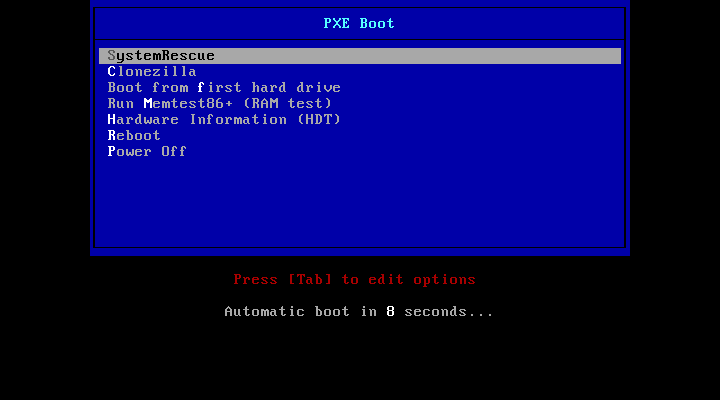 PXE Boot
SystemRescue
Clonezilla
Boot from first hard drive
Run Memtest86+ (RAM test)
Hardware Information (HDT)
Reboot
Power Off
Press [Tab] to edit options
Automatic boot in 8 seconds...